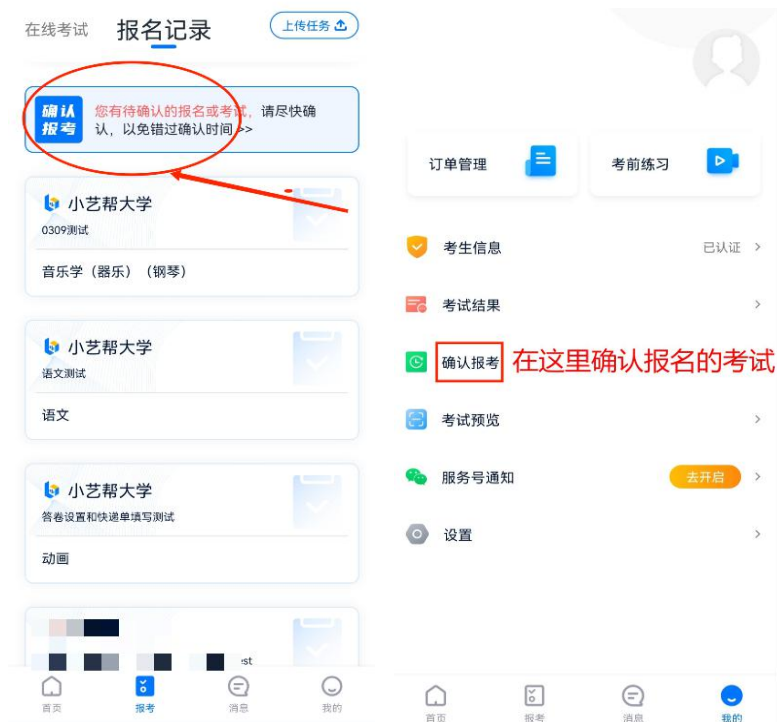 在线考试 报名记录 上传任务
确认
报考
您有待确认的报名或考试，请尽快确
认，以免错过确认时间 >>
小艺帮大学
0309测试
音乐学（器乐）（钢琴）
小艺帮大学
语文测试
语文
小艺帮大学
答卷设置和快递单填写测试
动画
est
首页 报考 消息 我的
订单管理 考前练习
考生信息 已认证 >
考试结果 >
确认报考 在这里确认报名的考试
考试预览 >
服务号通知 去开启 >
设置 >
首页 报考 消息 我的